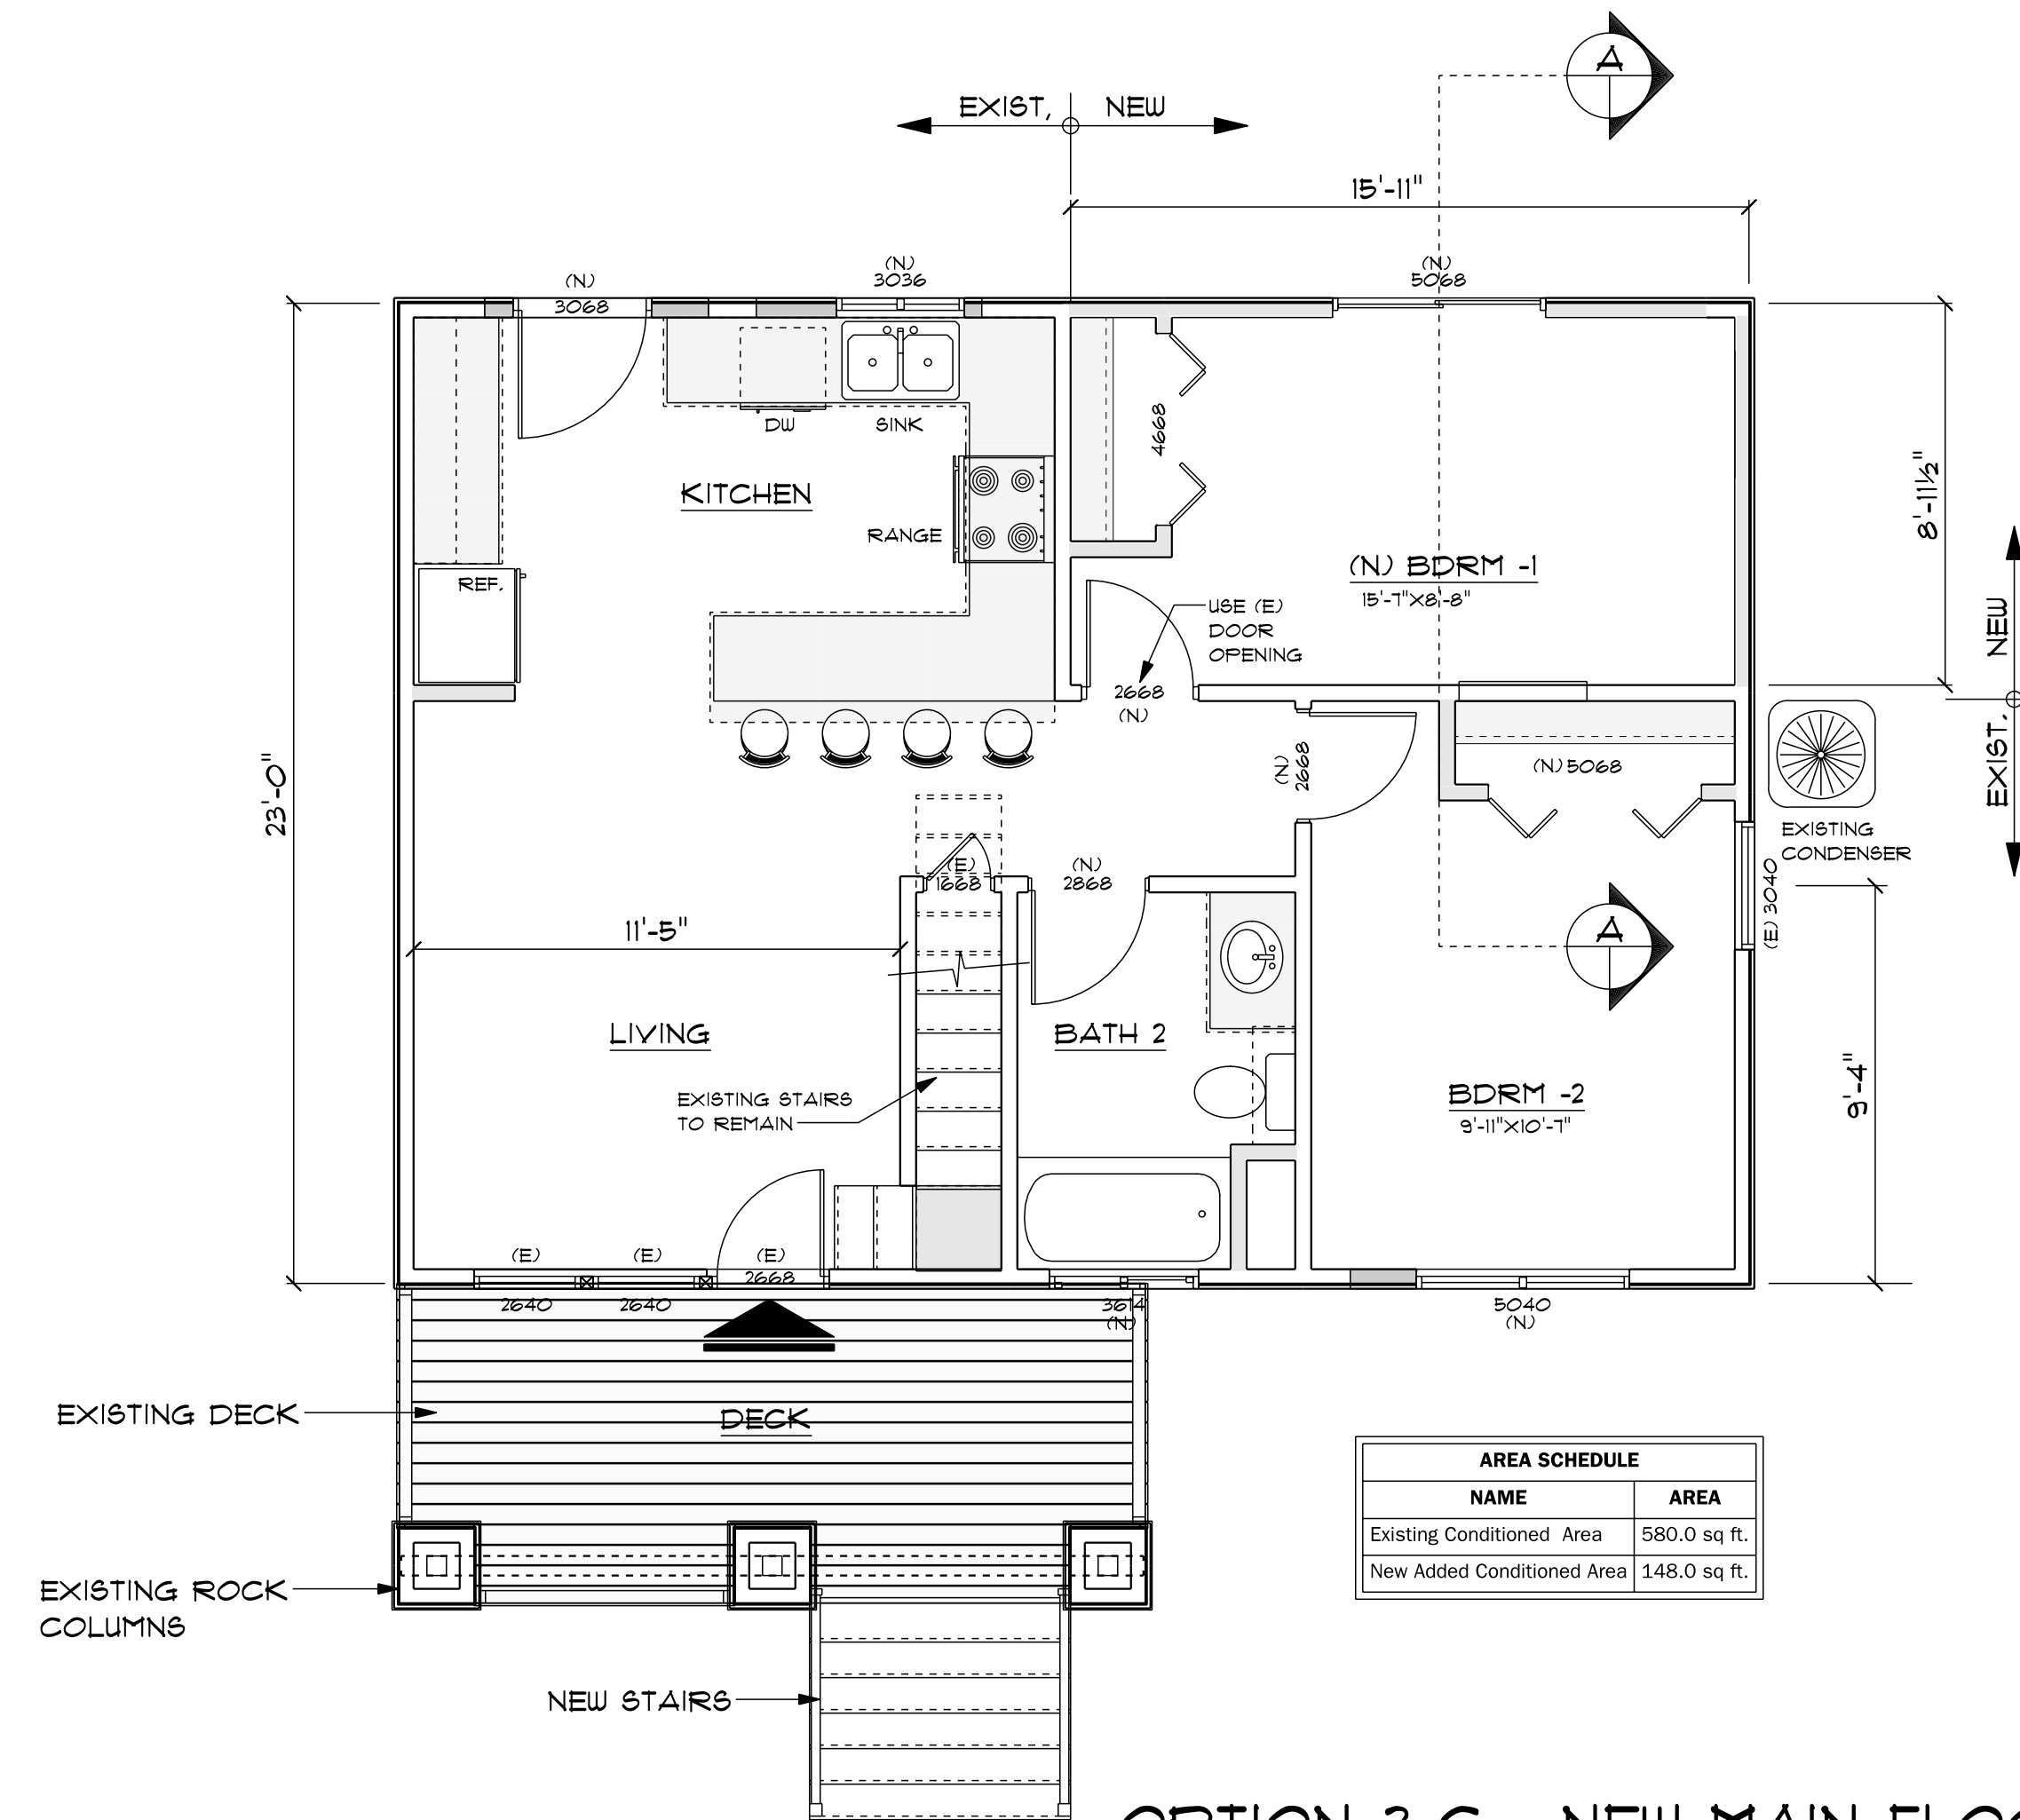 A
EXIST. NEW
15'-11"
(N)
3068
(N)
3036
(N)
5068
DW
SINK
4668
KITCHEN
RANGE
8'-11½"
(N) BDRM -1
15'-7"X8'-8"
REF.
USE (E)
DOOR
OPENING
2668
(N)
EXIST. NEW
23'-0"
(N)
2668
(N) 5068
EXISTING
CONDENSER
(E)
1668
(N)
2868
(E) 3040
11'-5"
A
LIVING
BATH 2
EXISTING STAIRS
TO REMAIN
BDRM -2
9'-11"X10'-7"
9'-4"
(E)
(E)
(E)
2668
2640
2640
3614
(N)
5040
(N)
EXISTING DECK
DECK
AREA SCHEDULE
NAME AREA
Existing Conditioned Area 580.0 sq ft.
New Added Conditioned Area 148.0 sq ft.
EXISTING ROCK
COLUMNS
NEW STAIRS